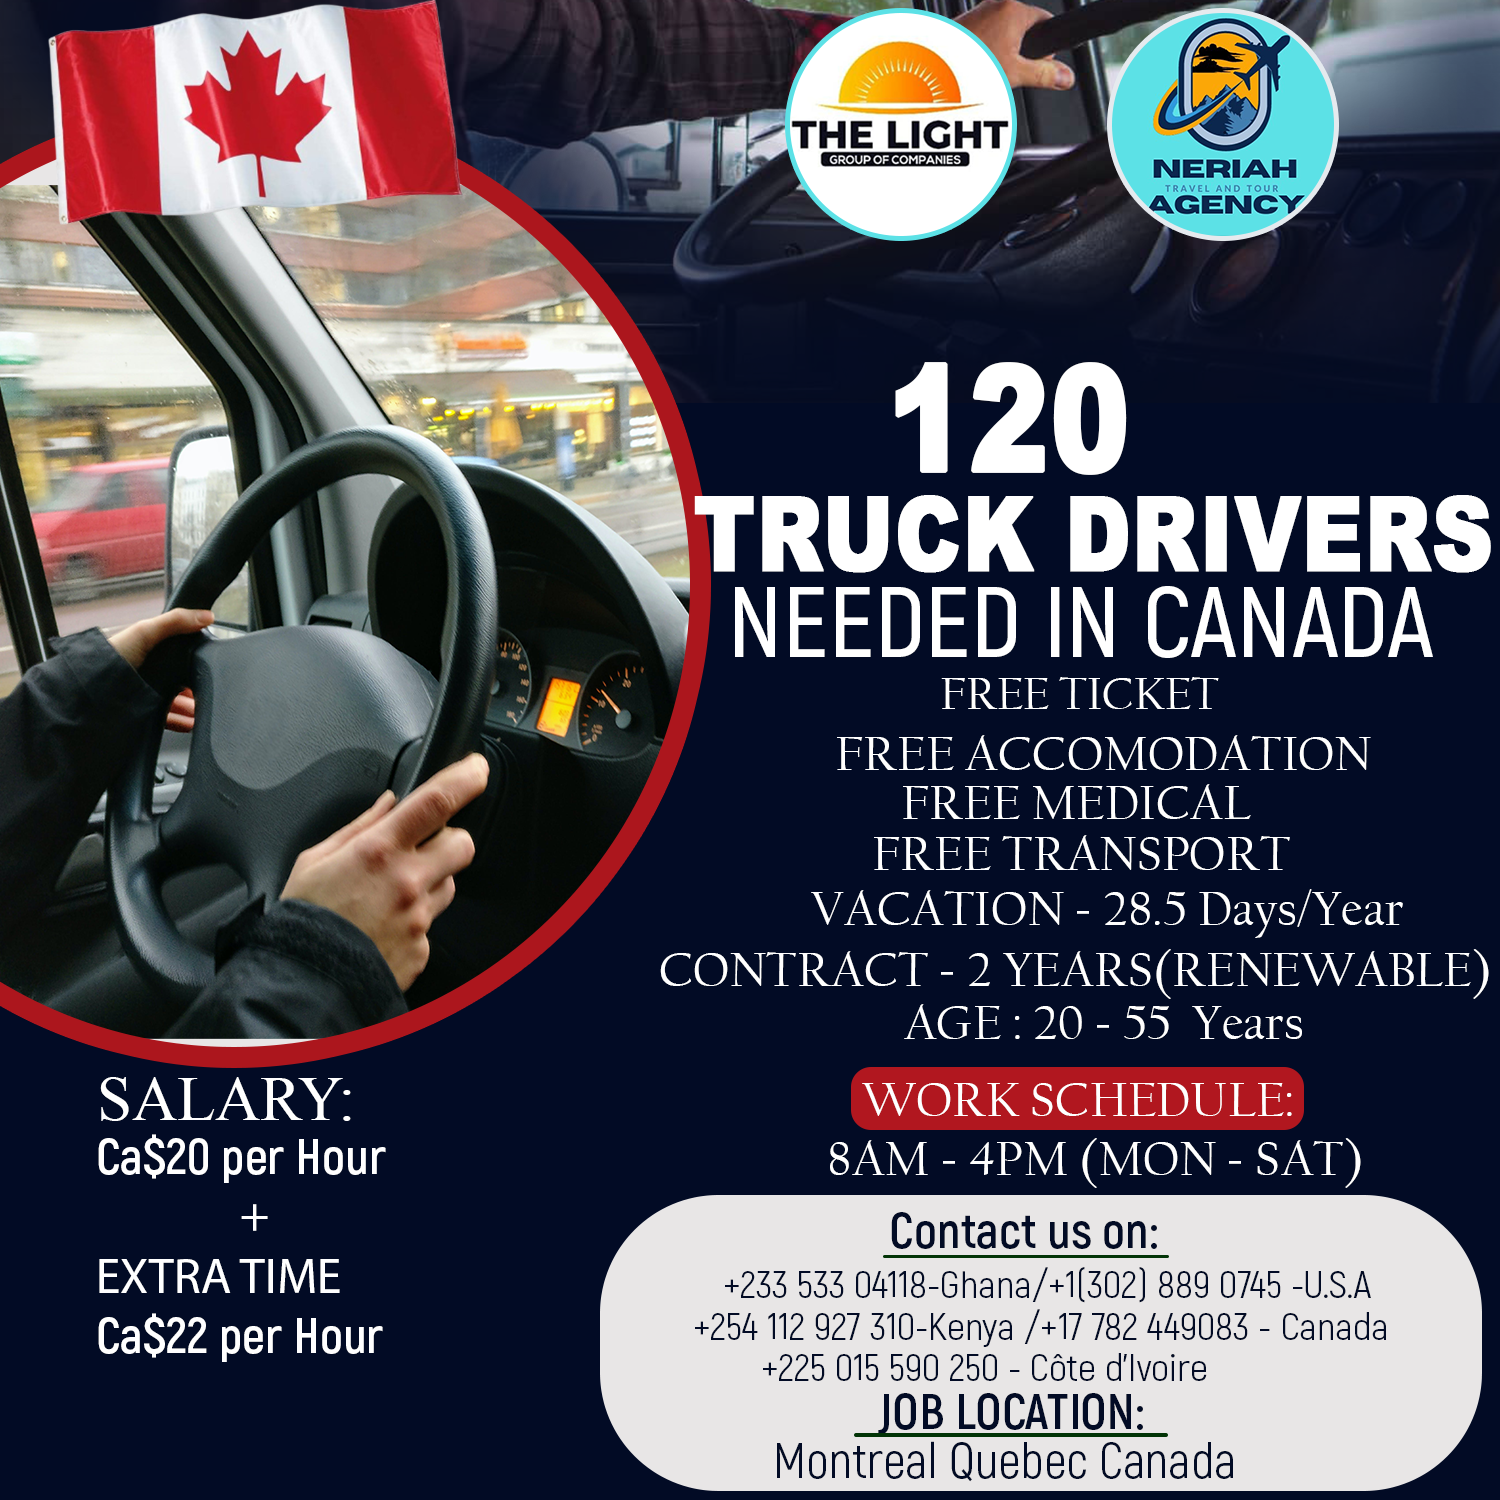 THE LIGHT
GROUP OF COMPANIES
NERIAH
TRAVEL AND TOUR
AGENCY
120
TRUCK DRIVERS
NEEDED IN CANADA
FREE TICKET
FREE ACCOMODATION
FREE MEDICAL
FREE TRANSPORT
VACATION - 28.5 Days/Year
CONTRACT - 2 YEARS(RENEWABLE)
AGE : 20 - 55 Years
SALARY:
Ca$20 per Hour
+
EXTRA TIME
Ca$22 per Hour
WORK SCHEDULE:
8AM - 4PM (MON - SAT)
Contact us on:
+233 533 04118-Ghana/+1(302) 889 0745 -U.S.A
+254 112 927 310-Kenya /+17 782 449083 - Canada
+225 015 590 250 - Côte d'Ivoire
JOB LOCATION:
Montreal Quebec Canada